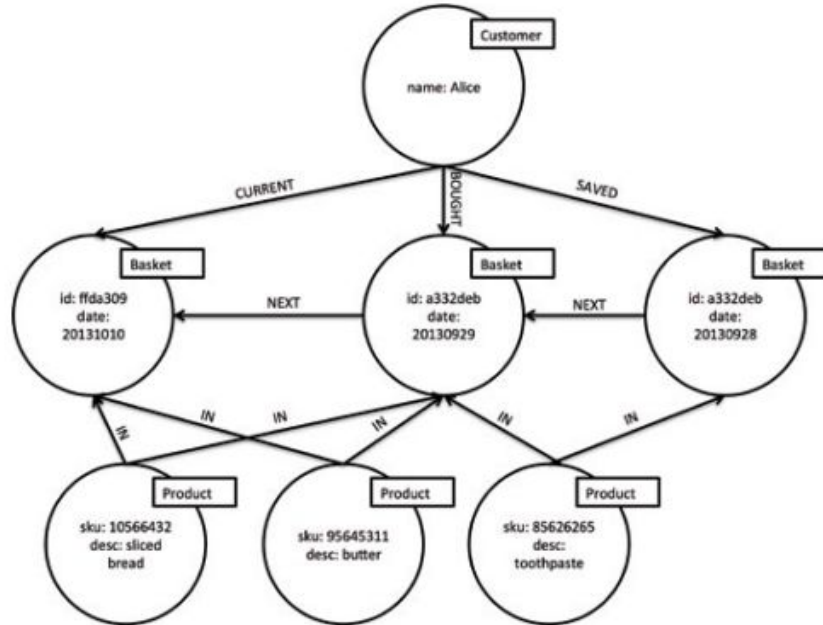 Customer
name: Alice
CURRENT
BOUGHT
SAVED
Basket
id: ffda309
date:
20131010
NEXT
Basket
id: a332deb
date:
20130929
NEXT
Basket
id: a332deb
date:
20130928
IN
IN
IN
IN
IN
IN
Product
sku: 10566432
desc: sliced
bread
Product
sku: 95645311
desc: butter
Product
sku: 85626265
desc:
toothpaste